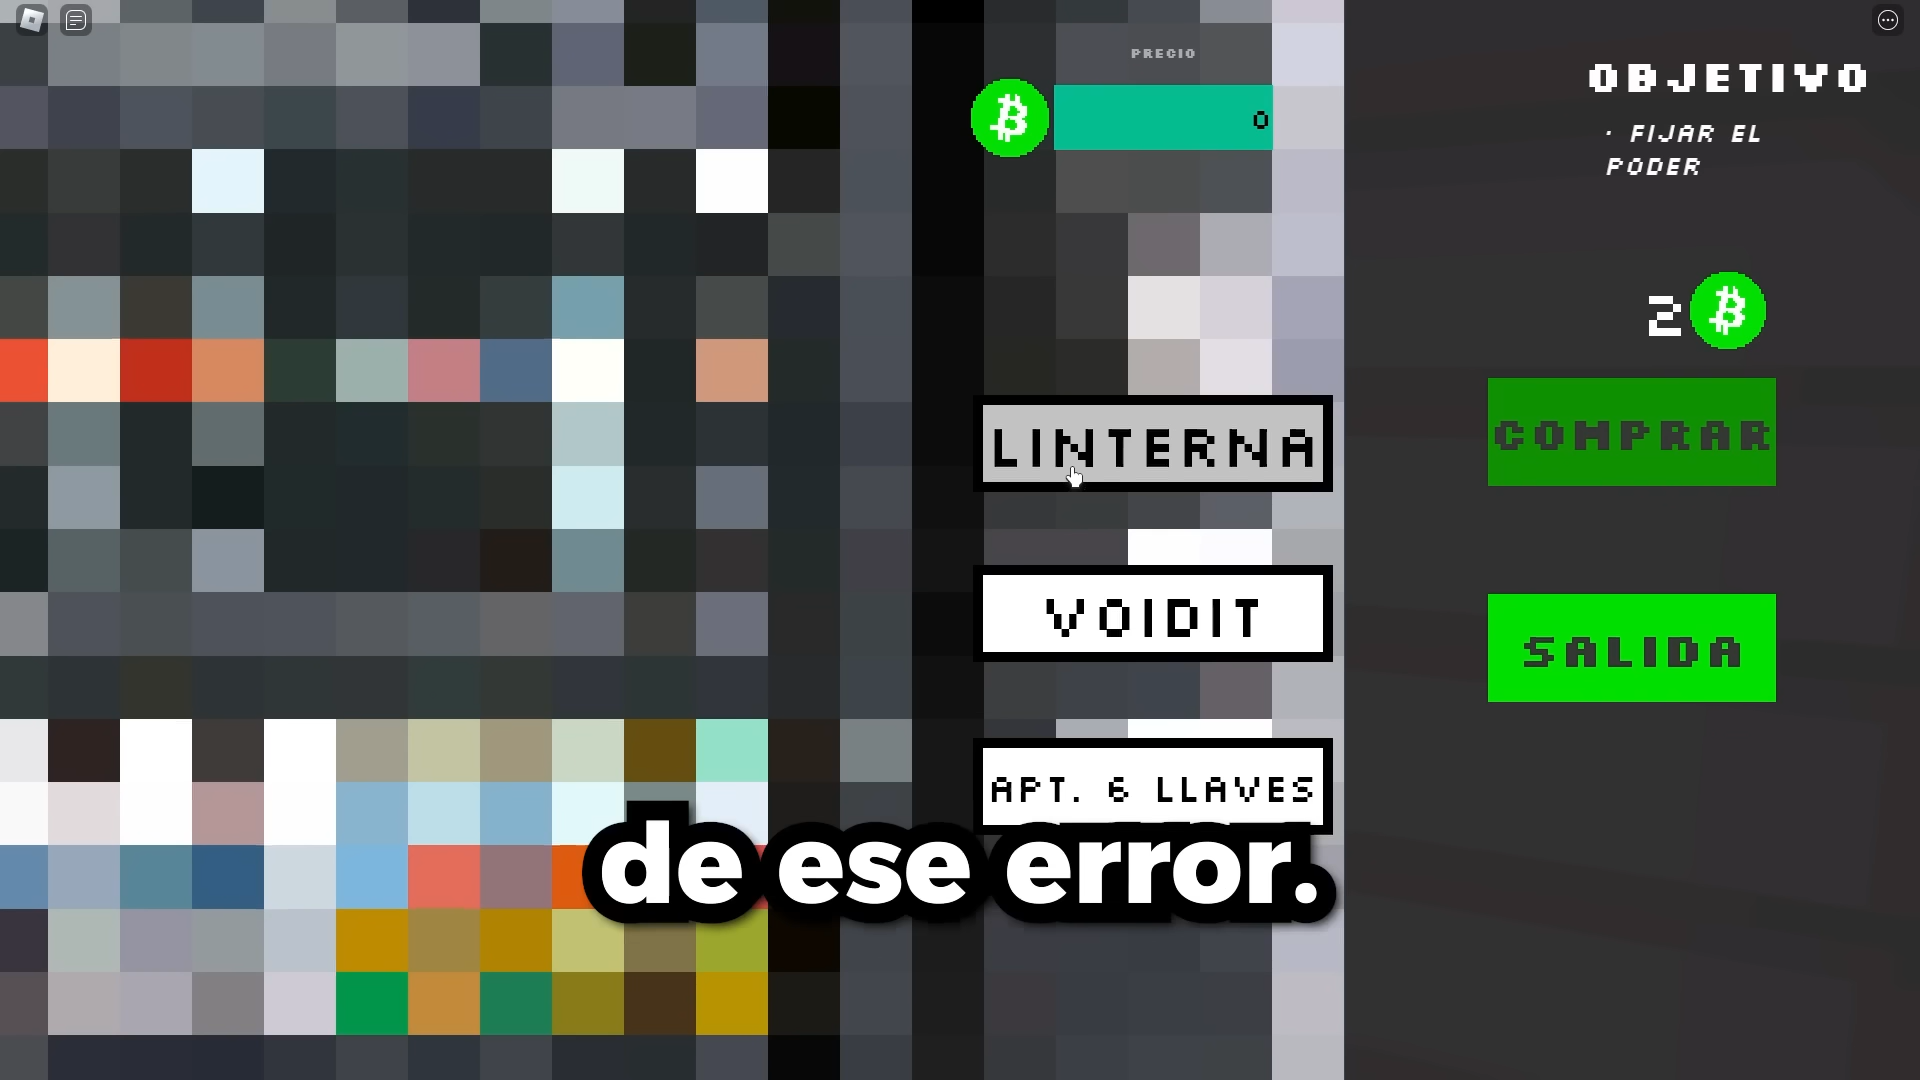 PRECIO
0
OBJETIVO
· FIJAR EL
PODER
2
LINTERNA
COMPRAR
VOIDIT
SALIDA
APT. 6 LLAVES
de ese error.